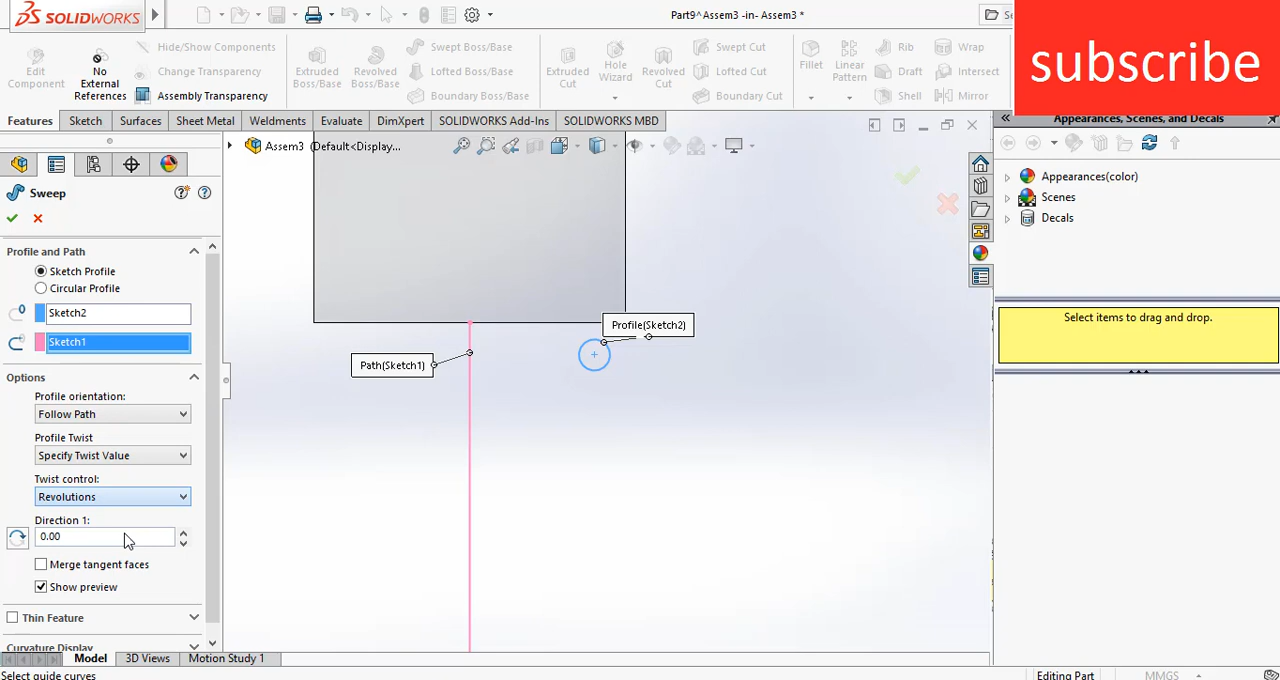 SOLIDWORKS
Part9^Assem3 -in- Assem3 *
subscribe
Edit
Component
No
External
References
Hide/Show Components
Change Transparency
Assembly Transparency
Extruded
Boss/Base
Revolved
Boss/Base
Swept Boss/Base
Lofted Boss/Base
Boundary Boss/Base
Extruded
Cut
Hole
Wizard
Revolved
Cut
Swept Cut
Lofted Cut
Boundary Cut
Fillet
Linear
Pattern
Rib
Draft
Shell
Wrap
Intersect
Mirror
Features
Sketch
Surfaces
Sheet Metal
Weldments
Evaluate
DimXpert
SOLIDWORKS Add-Ins
SOLIDWORKS MBD
Appearances, Scenes, and Decals
Assem3 (Default<Display...
Sweep
Profile and Path
Sketch Profile
Circular Profile
Sketch2
Sketch1
Options
Profile orientation:
Follow Path
Profile Twist
Specify Twist Value
Twist control:
Revolutions
Direction 1:
0.00
Merge tangent faces
Show preview
Thin Feature
Curvature Display
Profile(Sketch2)
Path(Sketch1)
Appearances(color)
Scenes
Decals
Select items to drag and drop.
Model
3D Views
Motion Study 1
Select guide curves
Editing Part
MMGS